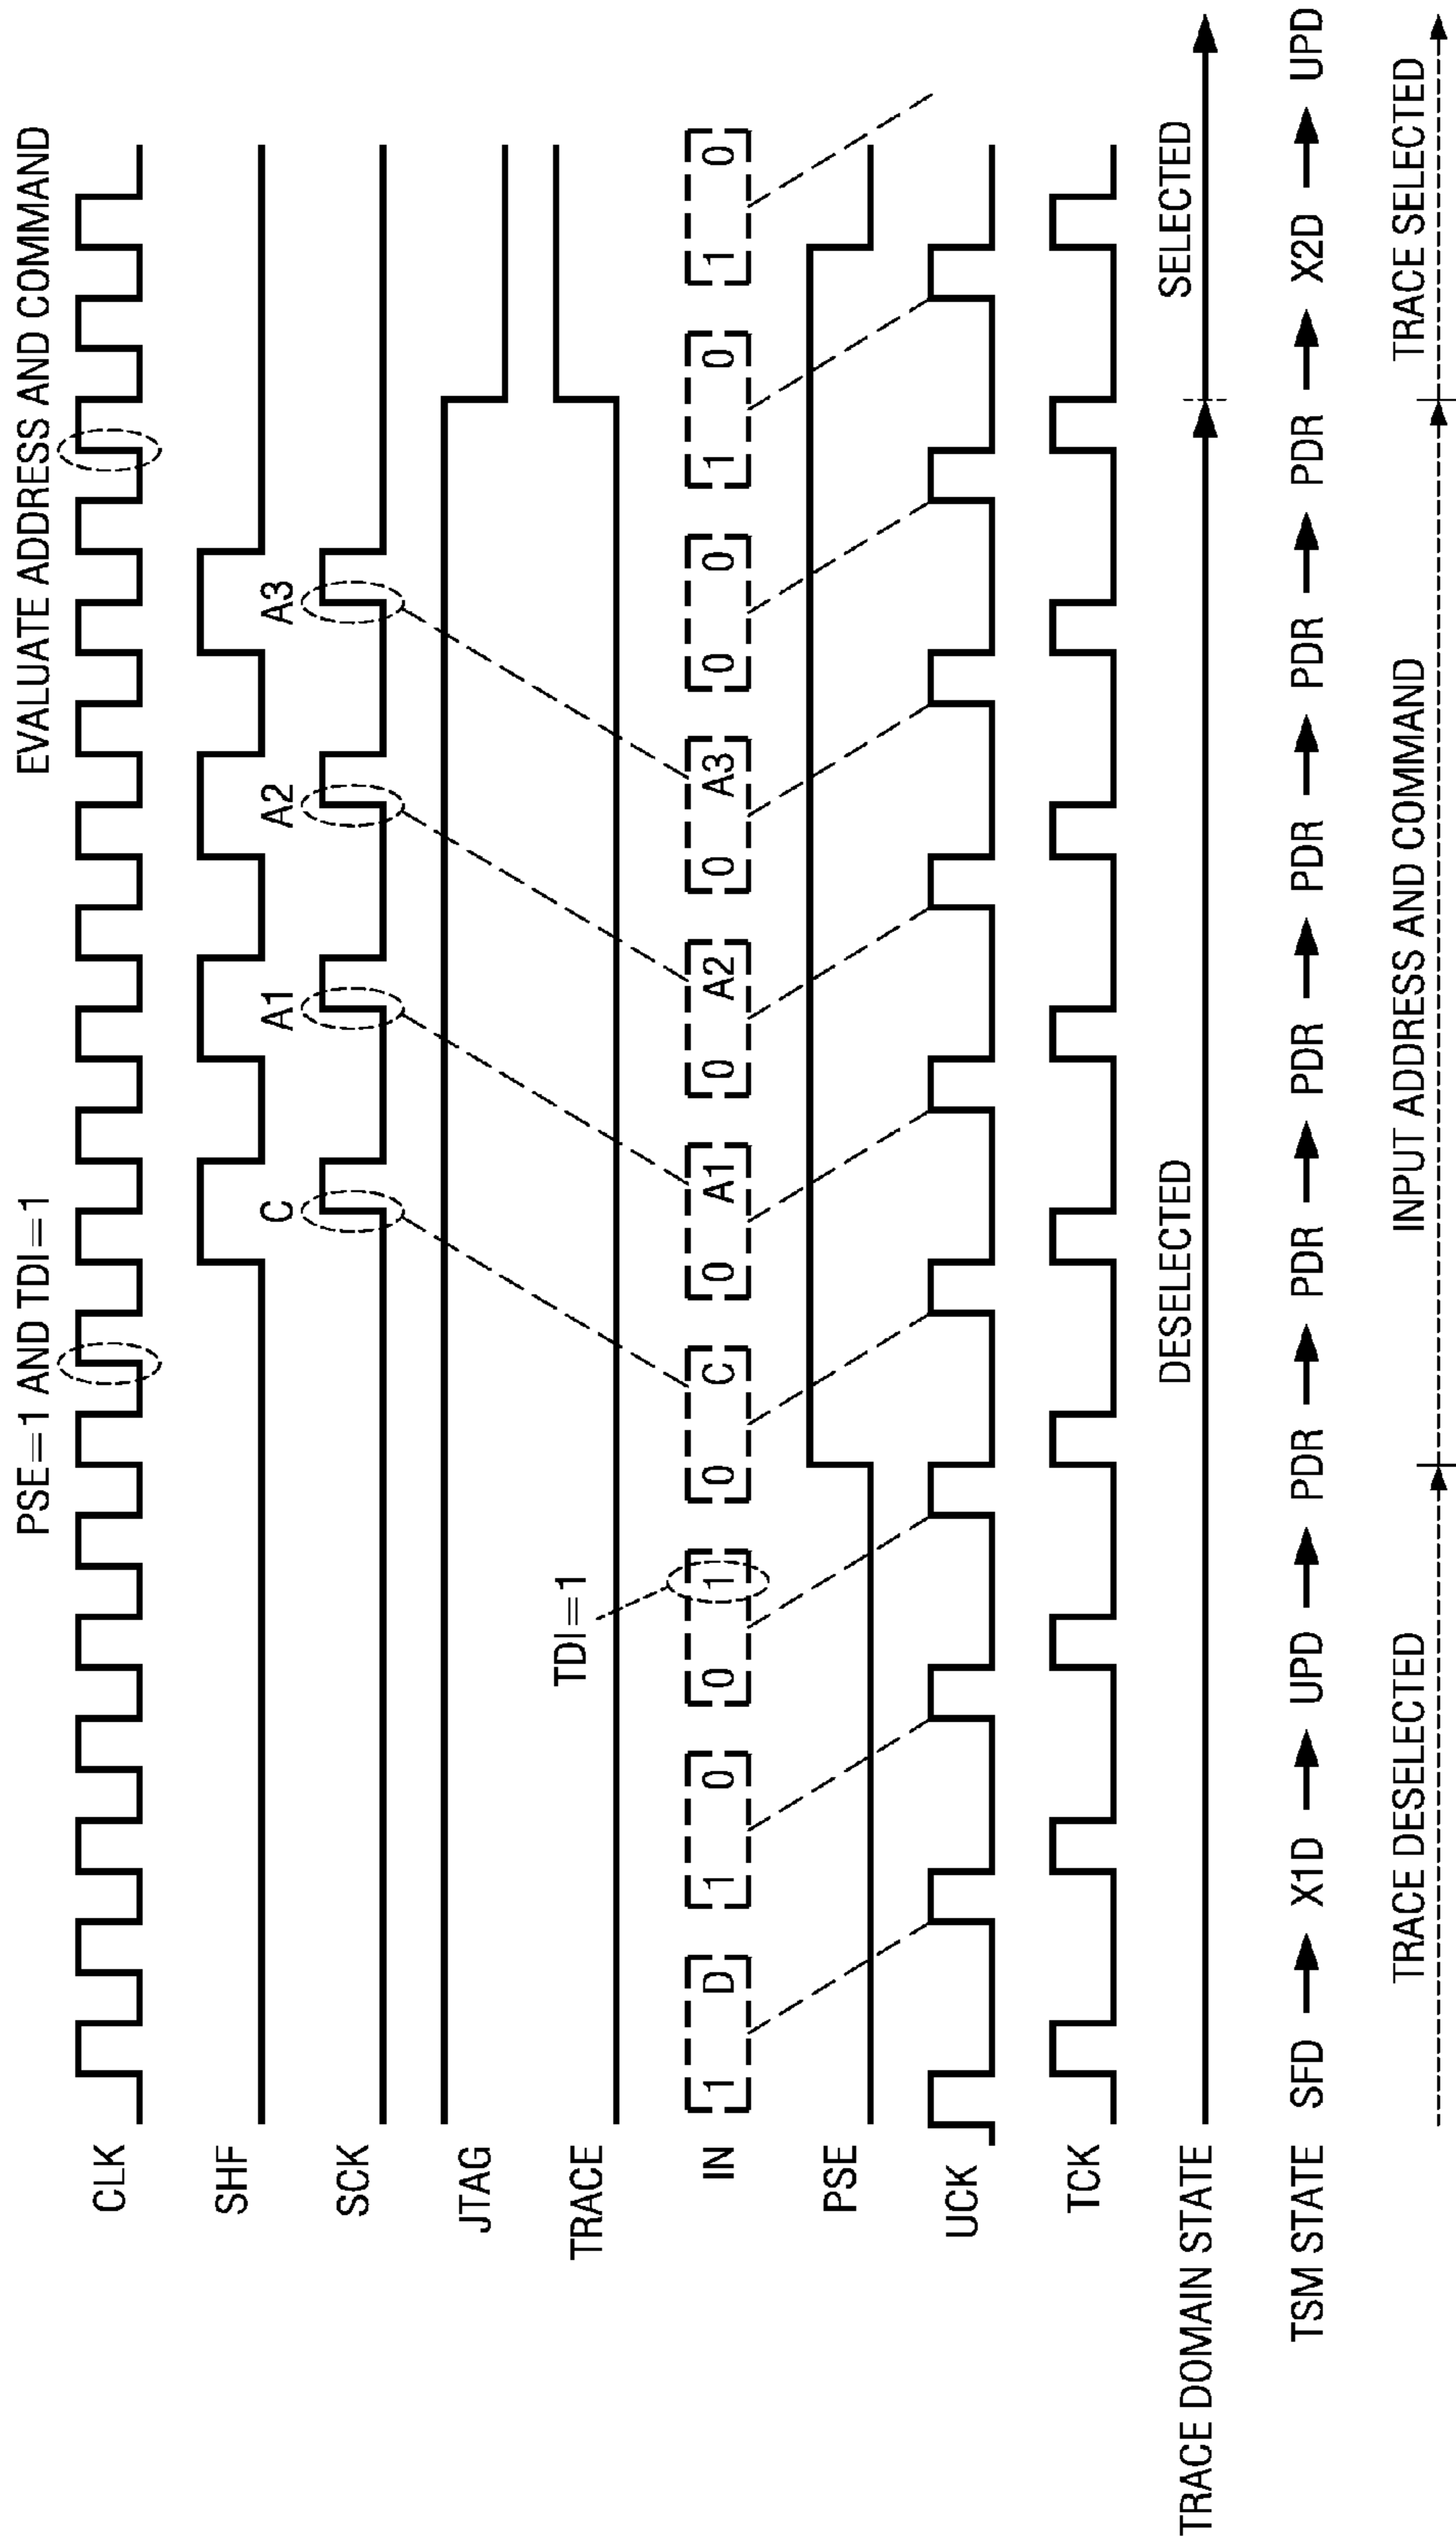 PSE=1 AND TDI=1
EVALUATE ADDRESS AND COMMAND
CLK
SHF
C
A1
A2
A3
SCK
JTAG
TRACE
TDI=1
IN
1 D
1 0
0 1
0 C
0 A1
0 A2
0 A3
0 0
1 0
1 0
PSE
UCK
TCK
DESELECTED
SELECTED
TRACE DOMAIN STATE
TSM STATE SFD X1D UPD PDR PDR PDR PDR PDR PDR X2D UPD
TRACE DESELECTED
INPUT ADDRESS AND COMMAND
TRACE SELECTED